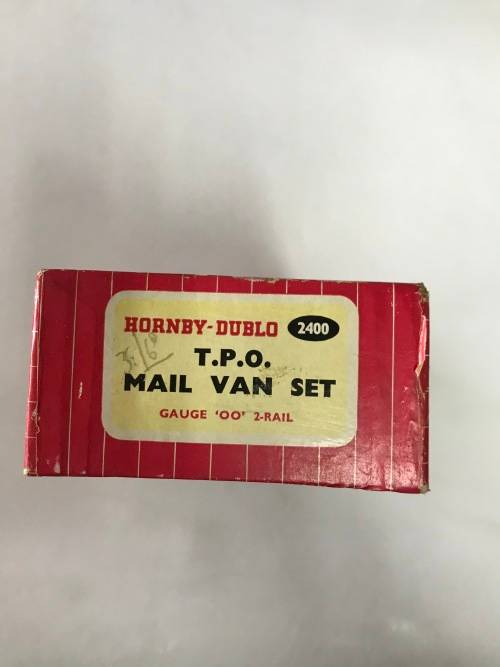 HORNBY-DUBLO 2400
T.P.O.
MAIL VAN SET
GAUGE 'OO' 2-RAIL